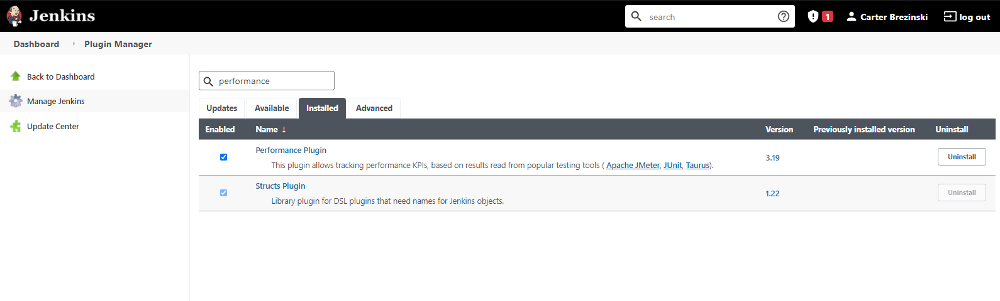 Jenkins
search
1
Carter Brezinski
log out
Dashboard
Plugin Manager
Back to Dashboard
Manage Jenkins
Update Center
performance
Updates Available Installed Advanced
Enabled Name ↓ Version Previously installed version Uninstall
Performance Plugin
This plugin allows tracking performance KPIs, based on results read from popular testing tools ( Apache JMeter, JUnit, Taurus).
3.19
Uninstall
Structs Plugin
Library plugin for DSL plugins that need names for Jenkins objects.
1.22
Uninstall